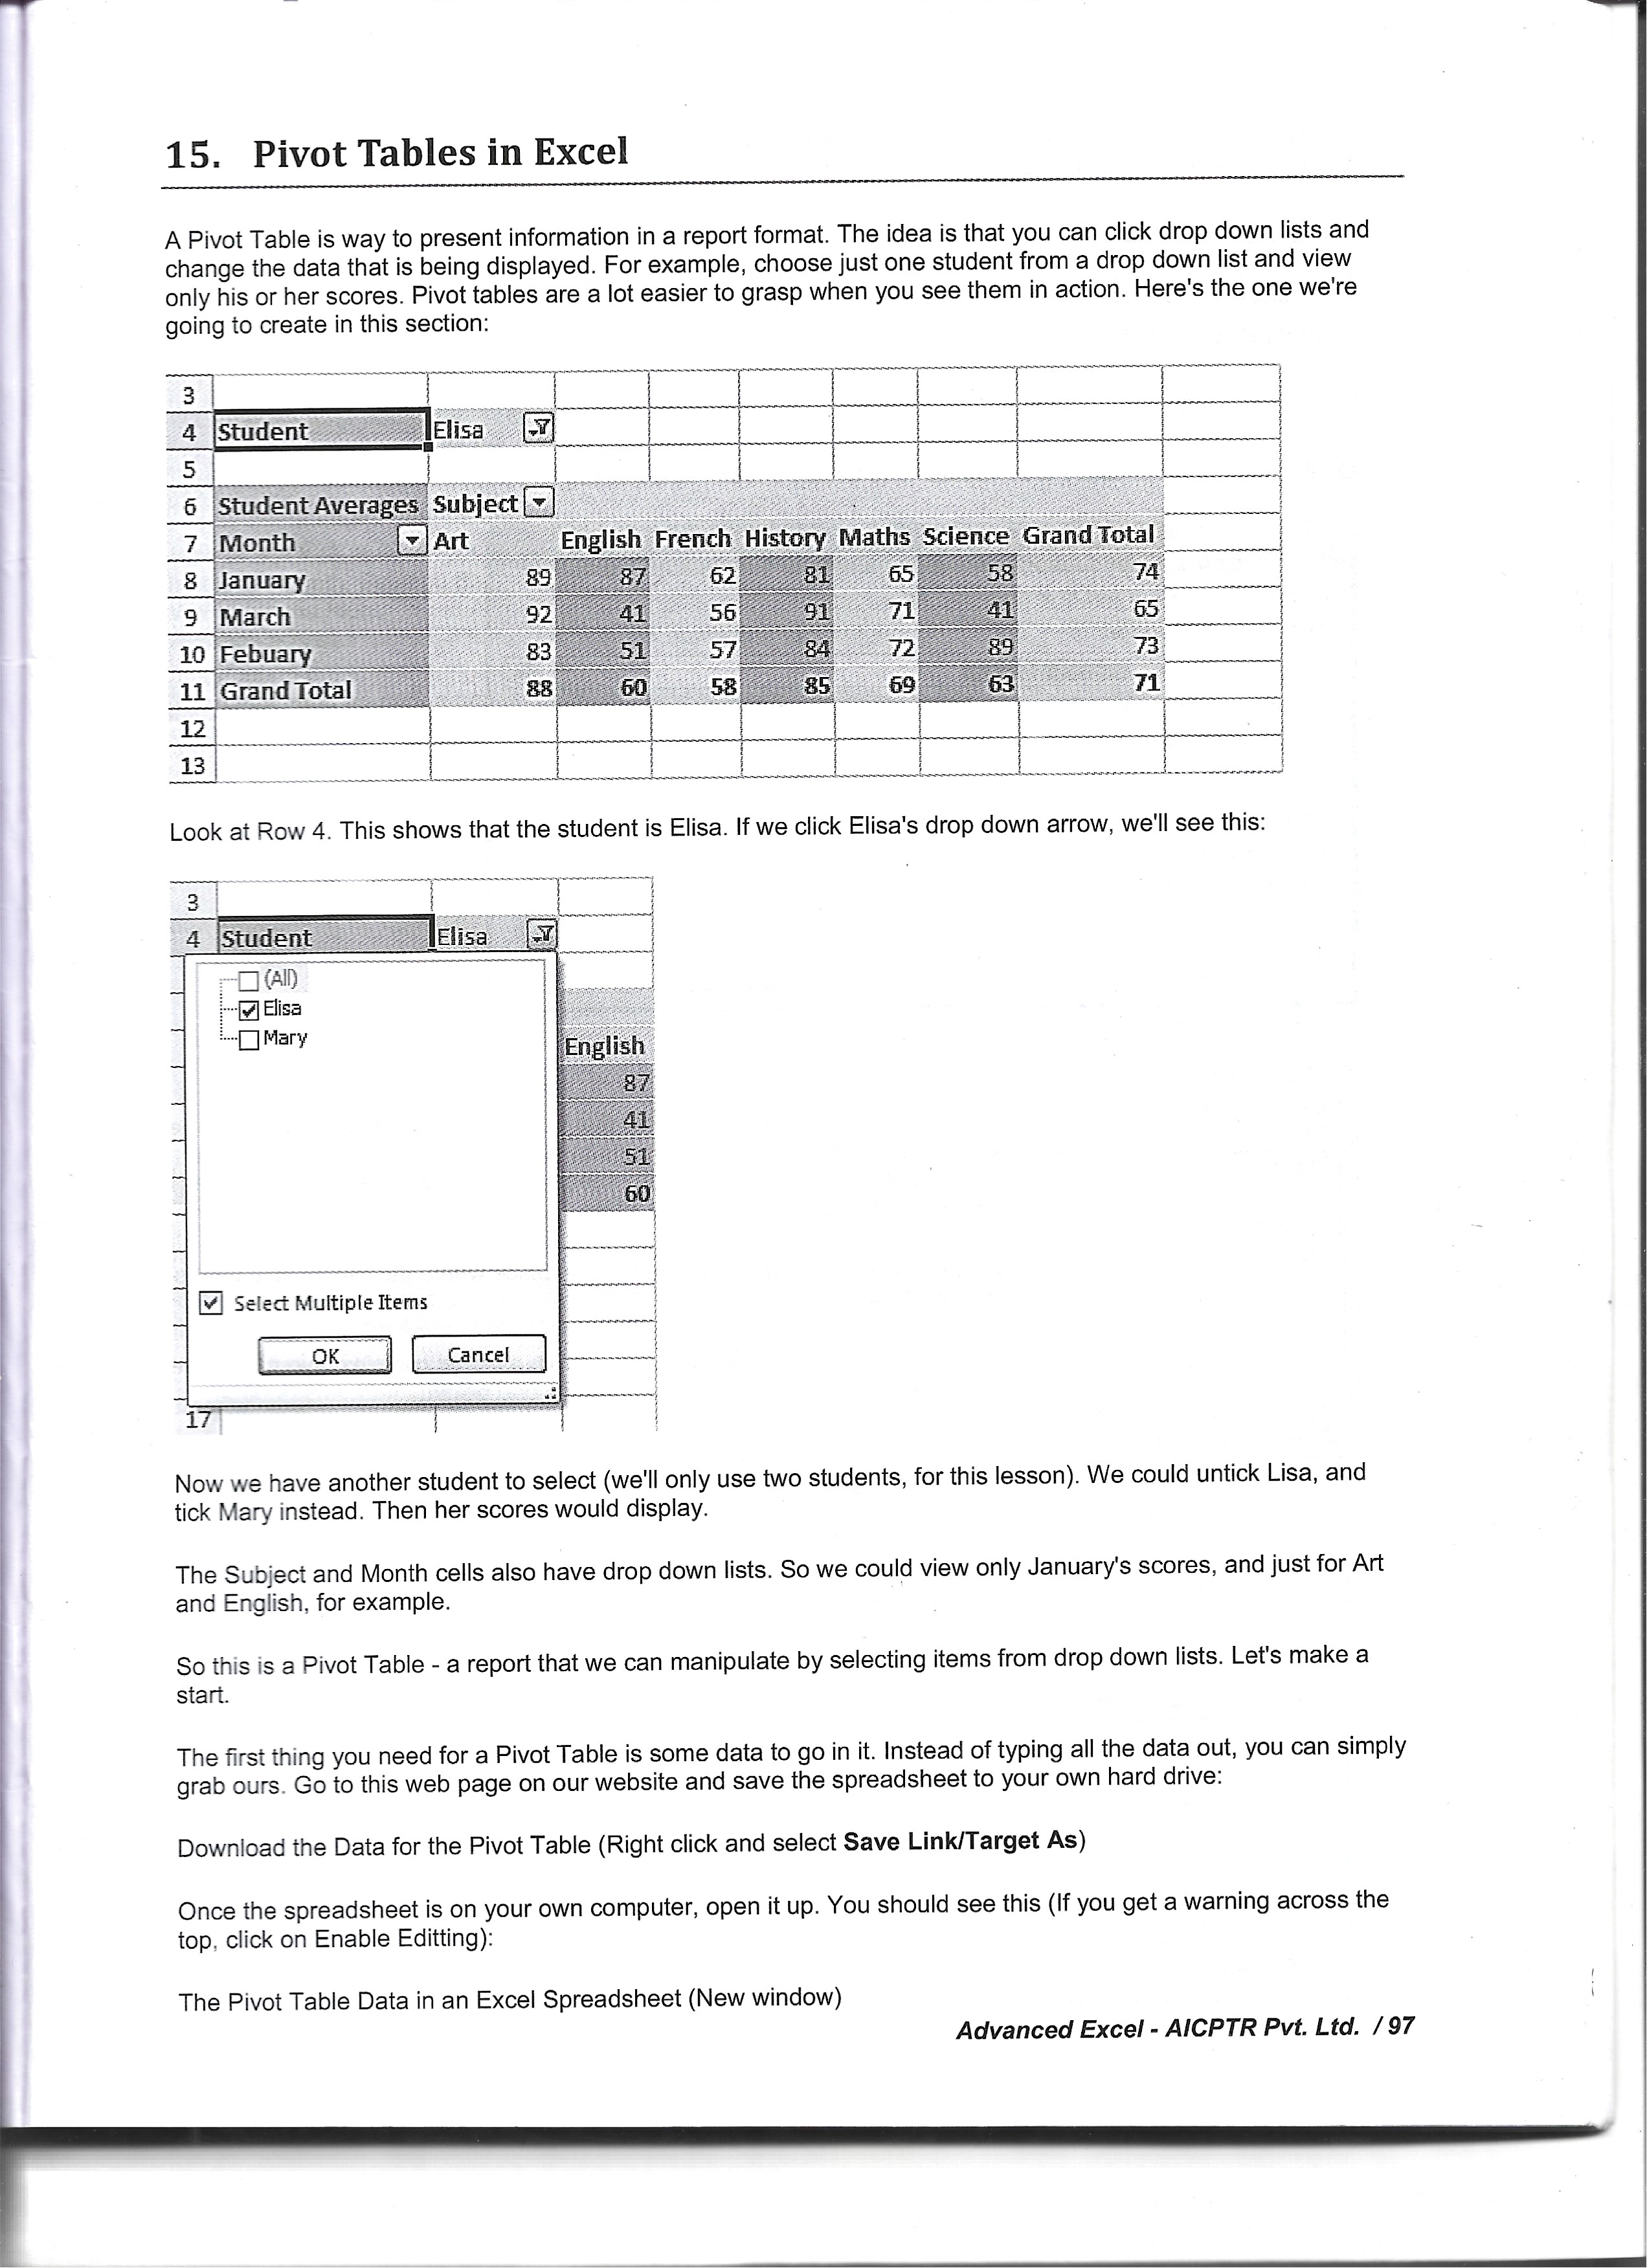 15. Pivot Tables in Excel
A Pivot Table is way to present information in a report format. The idea is that you can click drop down lists and
change the data that is being displayed. For example, choose just one student from a drop down list and view
only his or her scores. Pivot tables are a lot easier to grasp when you see them in action. Here's the one we're
going to create in this section:
3
4 Student Elisa
5
6 Student Averages Subject
7 Month Art English French History Maths Science Grand Total
8 January 89 87 62 81 65 58 74
9 March 92 41 56 91 71 41 65
10 Febuary 83 51 57 84 72 89 73
11 Grand Total 88 60 58 85 69 63 71
12
13
Look at Row 4. This shows that the student is Elisa. If we click Elisa's drop down arrow, we'll see this:
3
4 Student Elisa
(All)
Elisa
Mary
English
87
41
51
60
Select Multiple Items
OK Cancel
17
Now we have another student to select (we'll only use two students, for this lesson). We could untick Lisa, and
tick Mary instead. Then her scores would display.
The Subject and Month cells also have drop down lists. So we could view only January's scores, and just for Art
and English, for example.
So this is a Pivot Table - a report that we can manipulate by selecting items from drop down lists. Let's make a
start.
The first thing you need for a Pivot Table is some data to go in it. Instead of typing all the data out, you can simply
grab ours. Go to this web page on our website and save the spreadsheet to your own hard drive:
Download the Data for the Pivot Table (Right click and select Save Link/Target As)
Once the spreadsheet is on your own computer, open it up. You should see this (If you get a warning across the
top, click on Enable Editting):
The Pivot Table Data in an Excel Spreadsheet (New window)
Advanced Excel - AICPTR Pvt. Ltd. / 97